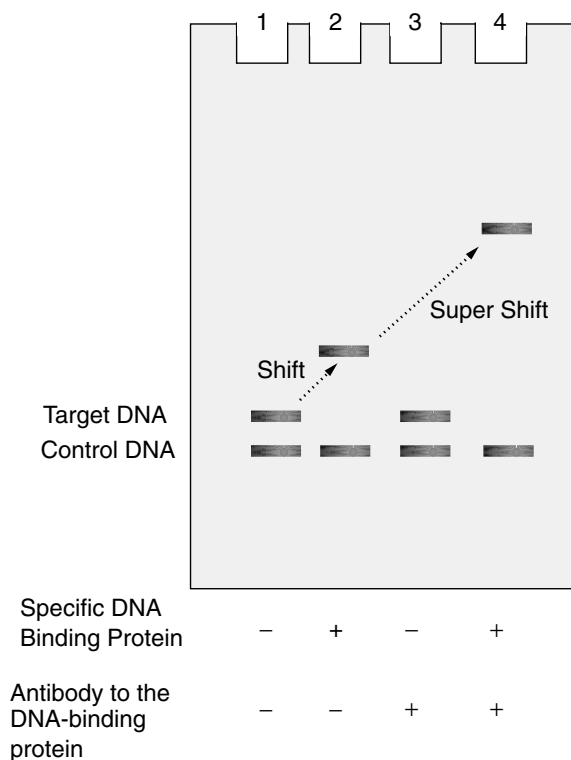 1 2 3 4
Super Shift
Shift
Target DNA
Control DNA
Specific DNA
Binding Protein − + − +
Antibody to the
DNA-binding − − + +
protein